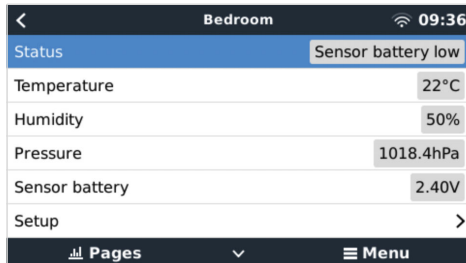 Bedroom 09:36
Status Sensor battery low
Temperature 22°C
Humidity 50%
Pressure 1018.4hPa
Sensor battery 2.40V
Setup
Pages Menu